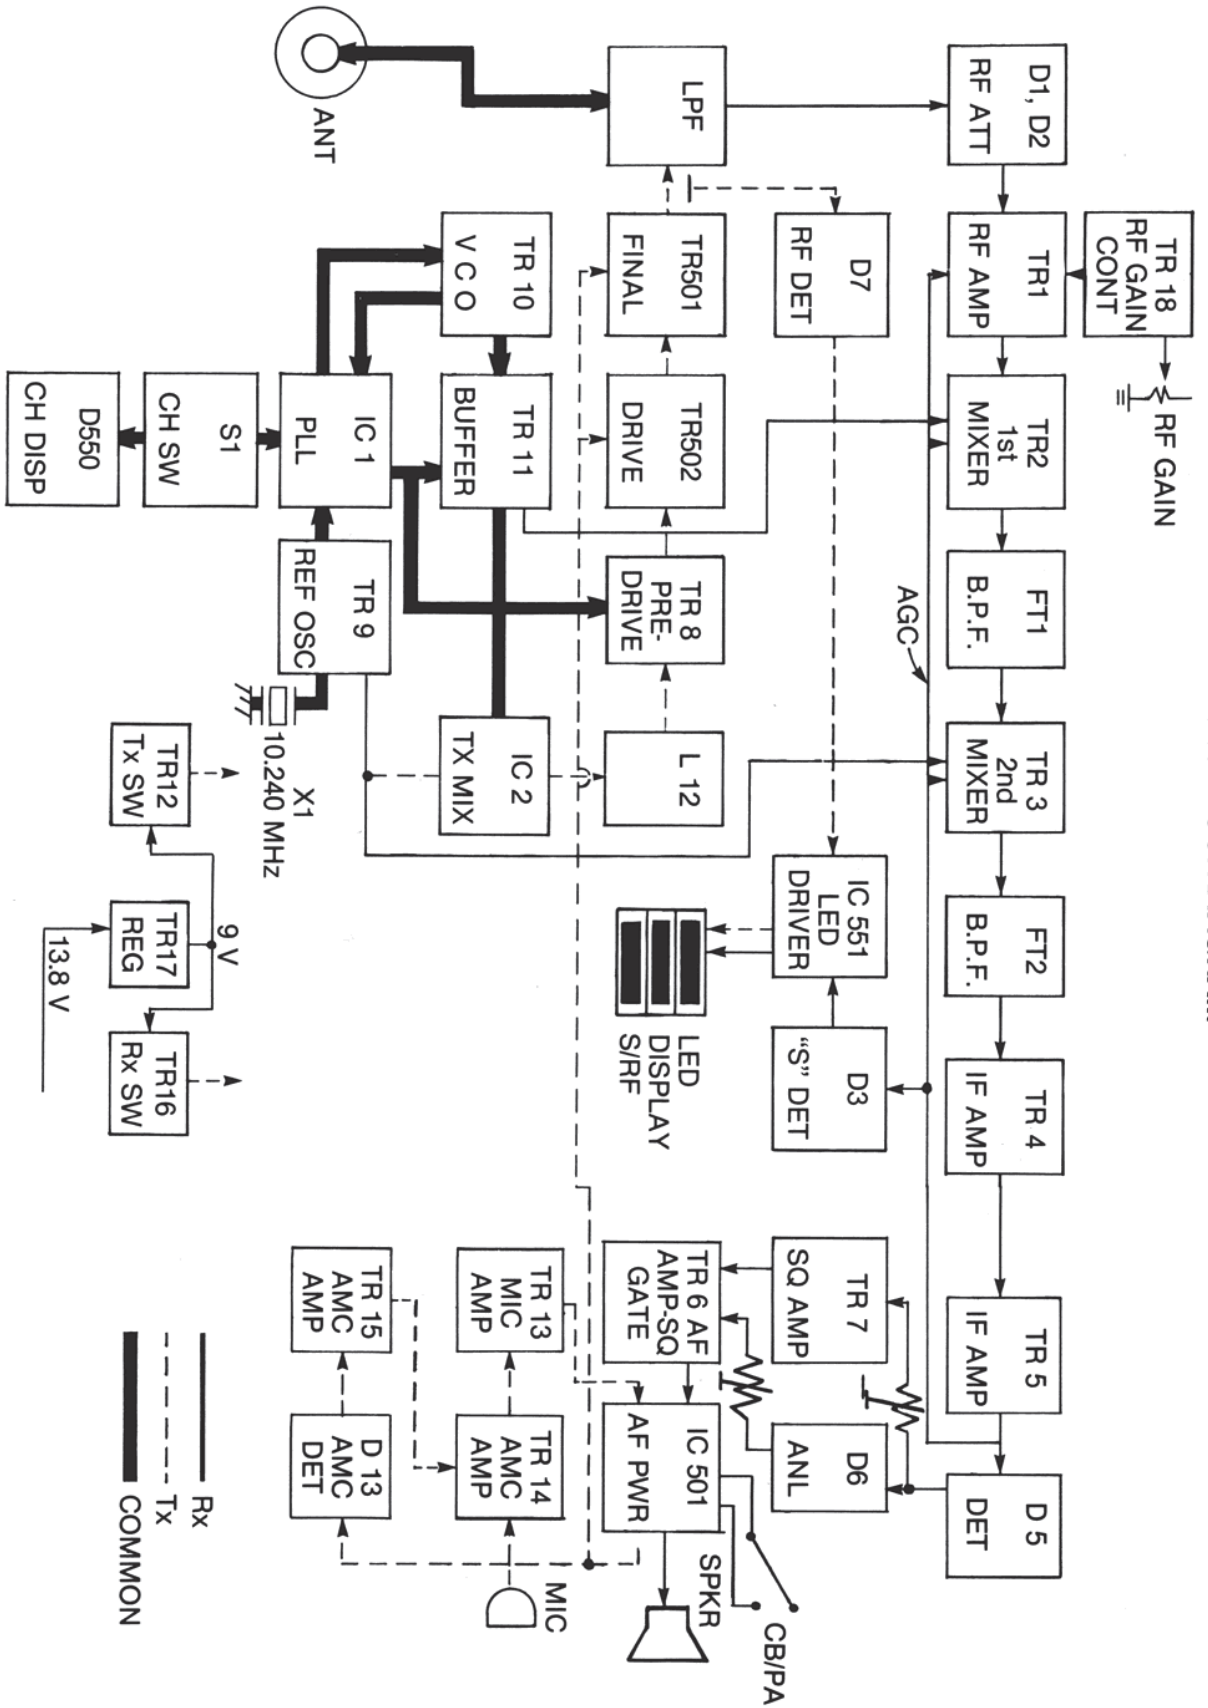 ANT
LPF
D1, D2
RF ATT
TR 18
RF GAIN
CONT
RF GAIN
TR1
RF AMP
TR2
1st
MIXER
FT1
B.P.F.
TR 3
2nd
MIXER
FT2
B.P.F.
TR 4
IF AMP
TR 5
IF AMP
D 5
DET
AGC
D7
RF DET
IC 551
LED
DRIVER
D3
"S" DET
LED
DISPLAY
S/RF
TR 7
SQ AMP
D6
ANL
TR501
FINAL
TR502
DRIVE
TR 8
PRE-
DRIVE
L 12
TR 6 AF
AMP-SQ
GATE
IC 501
AF PWR
SPKR
CB/PA
TR 10
V C O
TR 11
BUFFER
IC 2
TX MIX
TR 13
MIC
AMP
TR 14
AMC
AMP
MIC
IC 1
PLL
TR 9
REF OSC
X1
10.240 MHz
TR 15
AMC
AMP
D 13
AMC
DET
S1
CH SW
D550
CH DISP
TR12
Tx SW
TR17
REG
TR16
Rx SW
9 V
13.8 V
Rx
Tx
COMMON